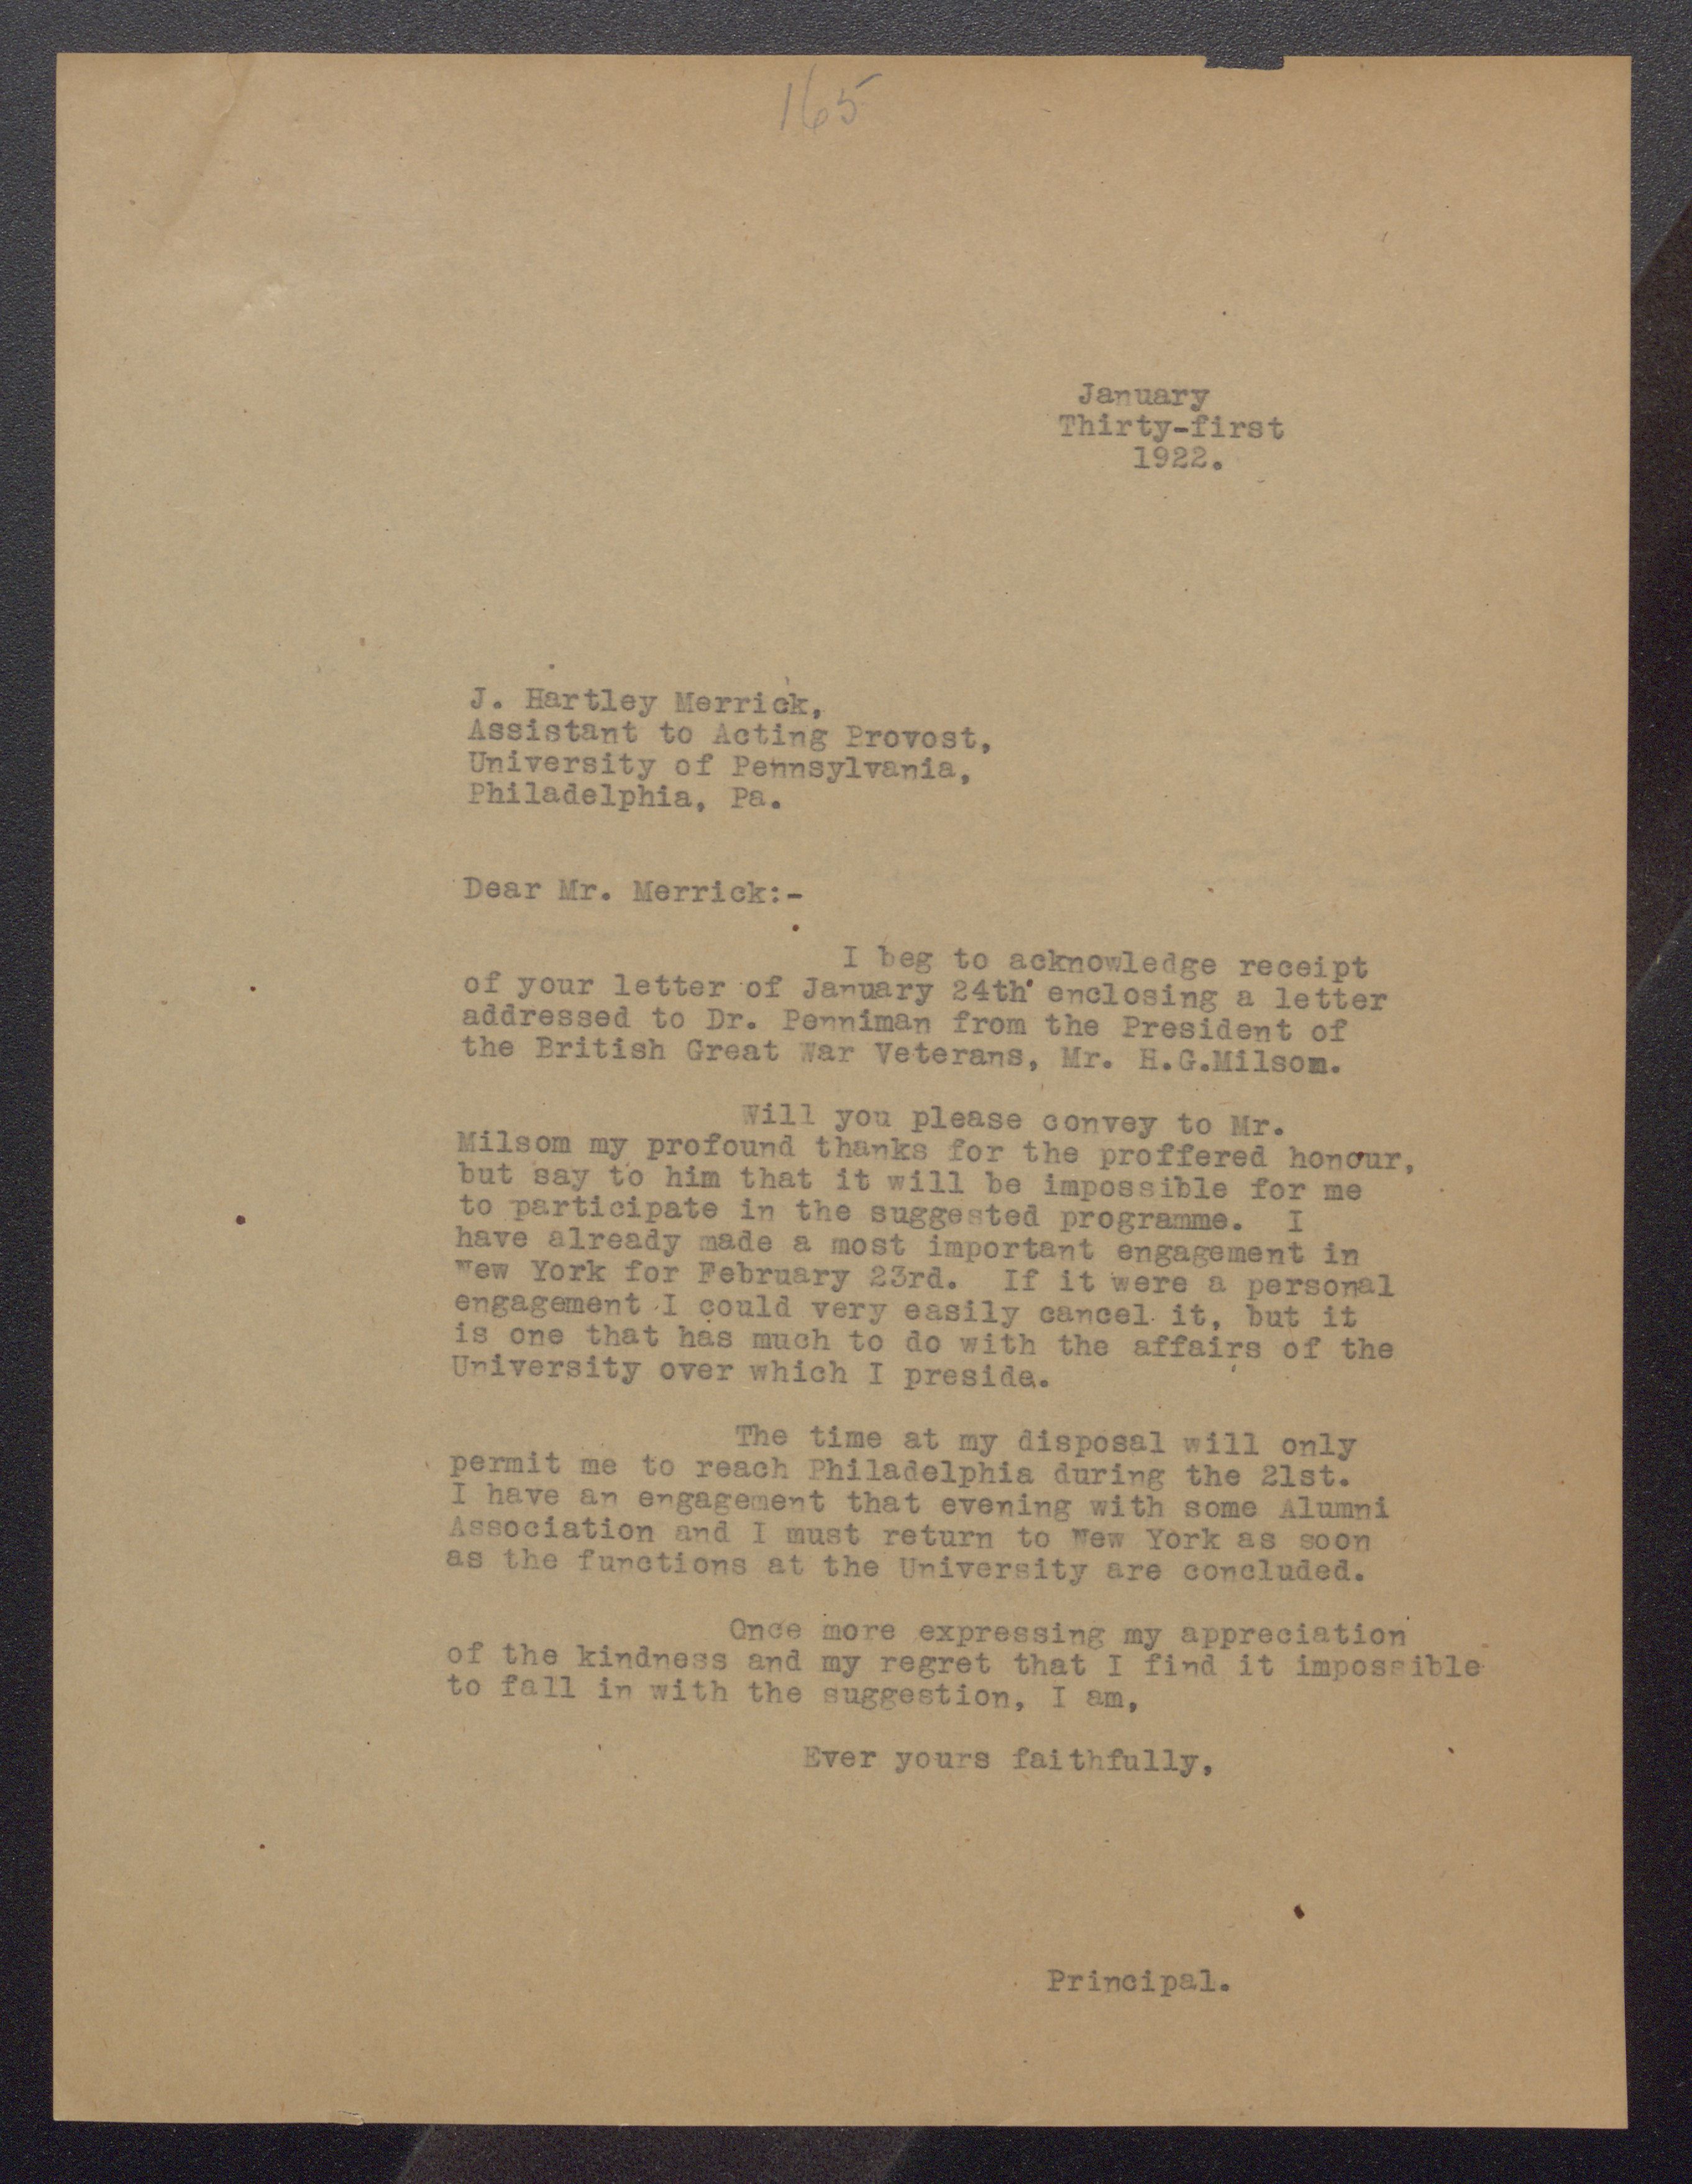 165
January
Thirty-first
1922.
J. Hartley Merrick,
Assistant to Acting Provost,
University of Pennsylvania,
Philadelphia, Pa.
Dear Mr. Merrick:-
I beg to acknowledge receipt
of your letter of January 24th enclosing a letter
addressed to Dr. Penniman from the President of
the British Great War Veterans, Mr. H.G.Milsom.
Will you please convey to Mr.
Milsom my profound thanks for the proffered honour,
but say to him that it will be impossible for me
to participate in the suggested programme. I
have already made a most important engagement in
New York for February 23rd. If it were a personal
engagement I could very easily cancel it, but it
is one that has much to do with the affairs of the
University over which I preside.
The time at my disposal will only
permit me to reach Philadelphia during the 21st.
I have an engagement that evening with some Alumni
Association and I must return to New York as soon
as the functions at the University are concluded.
Once more expressing my appreciation
of the kindness and my regret that I find it impossible
to fall in with the suggestion, I am,
Ever yours faithfully,
Principal.